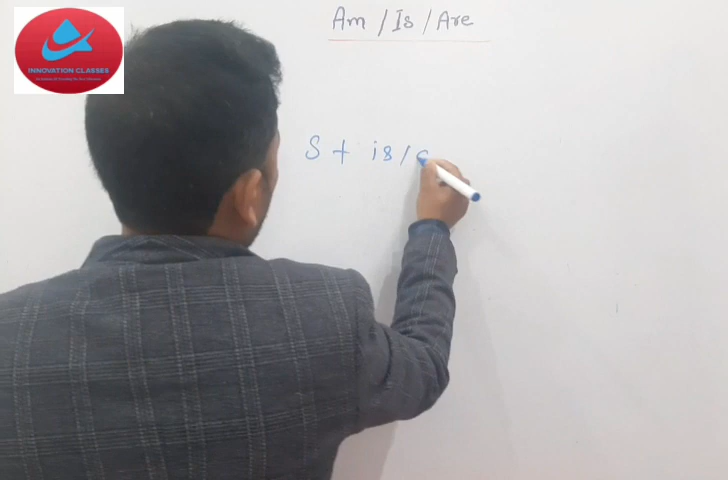 Am / Is / Are
INNOVATION CLASSES
S + is /